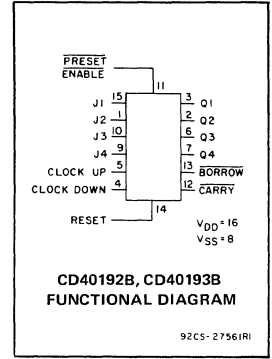 PRESET
ENABLE
11
J1 15 3 Q1
J2 1 2 Q2
J3 10 6 Q3
J4 9 7 Q4
CLOCK UP 5 13 BORROW
CLOCK DOWN 4 12 CARRY
RESET 14
VDD = 16
VSS = 8
CD40192B, CD40193B
FUNCTIONAL DIAGRAM
92CS-27561R1